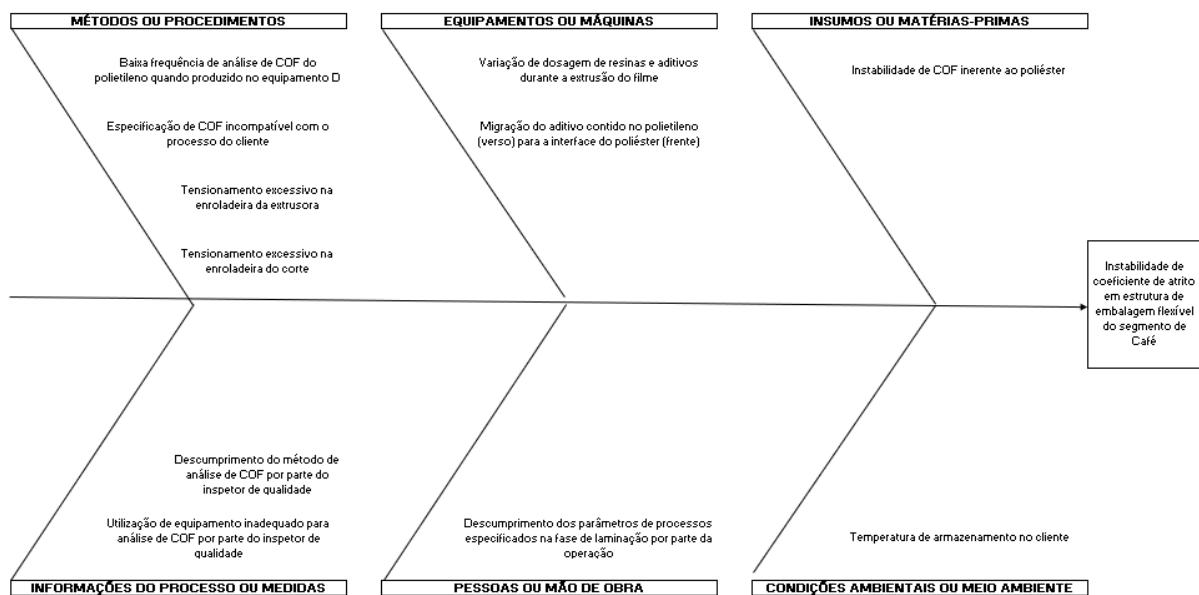 MÉTODOS OU PROCEDIMENTOS
EQUIPAMENTOS OU MÁQUINAS
INSUMOS OU MATÉRIAS-PRIMAS
Baixa frequência de análise de COF do
polietileno quando produzido no equipamento D
Especificação de COF incompatível com o
processo do cliente
Tensionamento excessivo na
enroladeira da extrusora
Tensionamento excessivo na
enroladeira do corte
Variação de dosagem de resinas e aditivos
durante a extrusão do filme
Migração do aditivo contido no polietileno
(verso) para a interface do poliéster (frente)
Instabilidade de COF inerente ao poliéster
Instabilidade de
coeficiente de atrito
em estrutura de
embalagem flexível
do segmento de
Café
Descumprimento do método de
análise de COF por parte do
inspetor de qualidade
Utilização de equipamento inadequado para
análise de COF por parte do inspetor de
qualidade
Descumprimento dos parâmetros de processos
especificados na fase de laminação por parte da
operação
Temperatura de armazenamento no cliente
INFORMAÇÕES DO PROCESSO OU MEDIDAS
PESSOAS OU MÃO DE OBRA
CONDIÇÕES AMBIENTAIS OU MEIO AMBIENTE